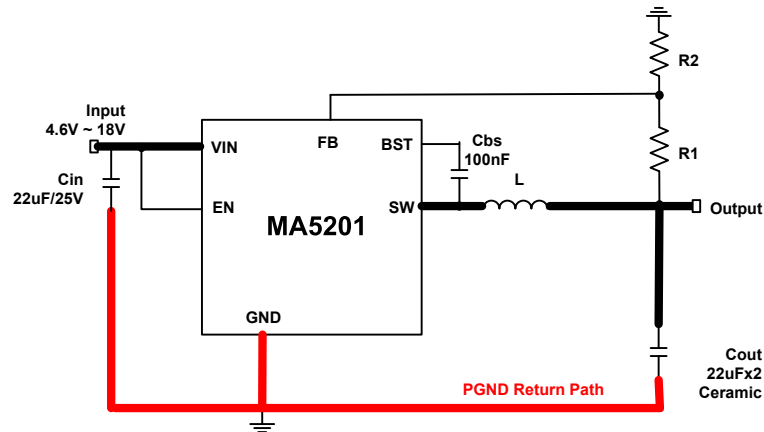 R2
Input
4.6V ~ 18V
VIN
FB
BST
Cbs
100nF
R1
L
Cin
22uF/25V
EN
MA5201
SW
Output
GND
PGND Return Path
Cout
22uFx2
Ceramic